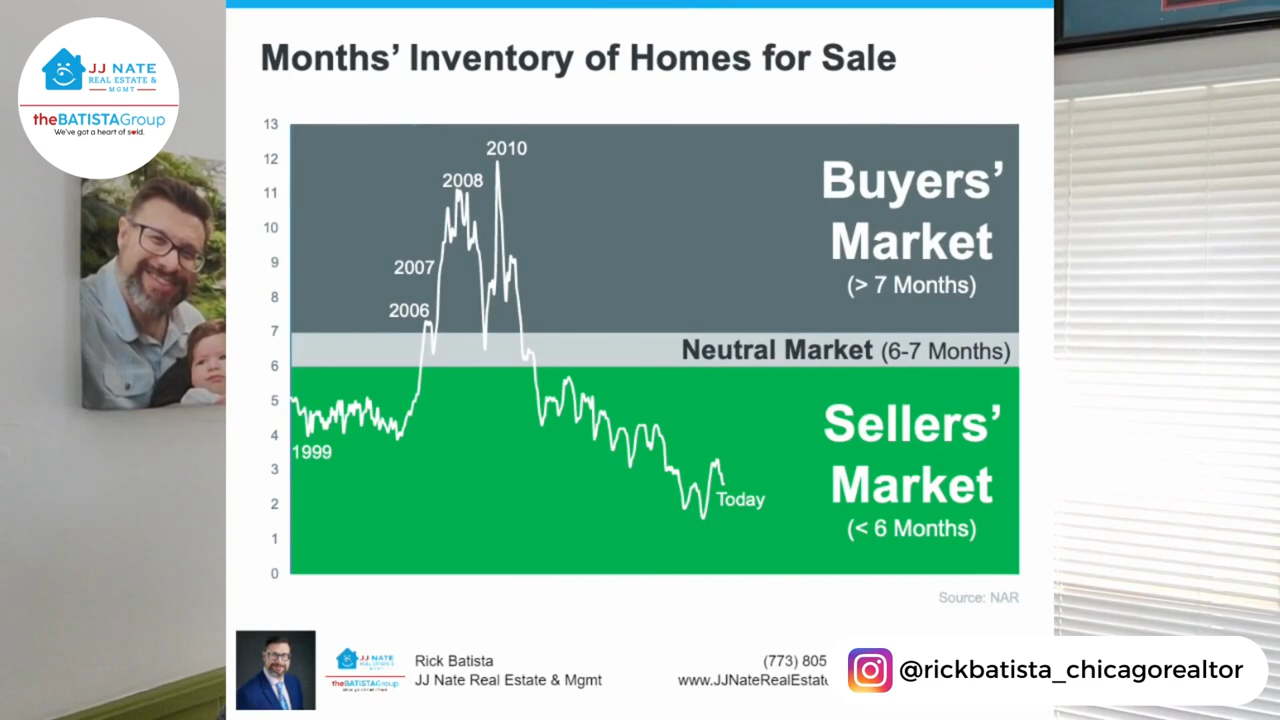 JJ NATE
REAL ESTATE &
MGMT
theBATISTAGroup
We've got a heart of sold.
Months' Inventory of Homes for Sale
13
12
11
10
9
8
7
6
5
4
3
2
1
0
1999
2006
2007
2008
2010
Today
Buyers'
Market
(> 7 Months)
Neutral Market (6-7 Months)
Sellers'
Market
(< 6 Months)
Source: NAR
JJ NATE
REAL ESTATE &
MGMT
theBATISTAGroup
Rick Batista
JJ Nate Real Estate & Mgmt
(773) 805
www.JJNateRealEstat
@rickbatista_chicagorealtor